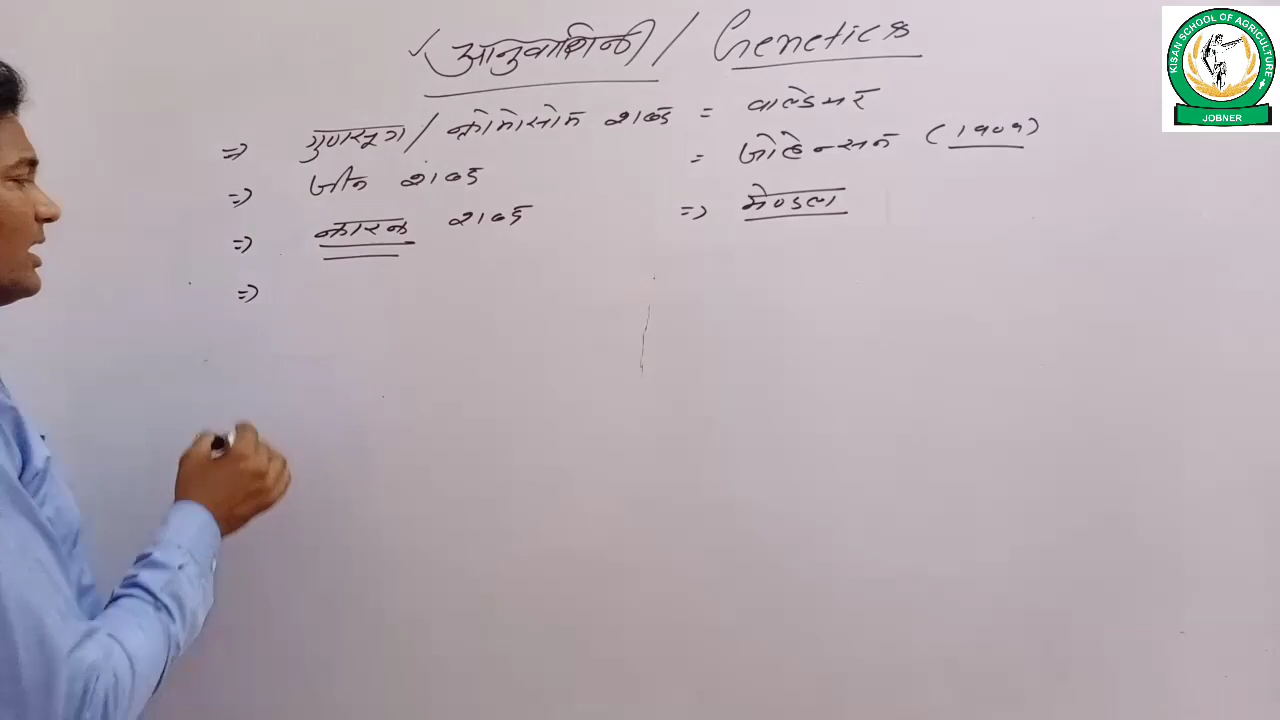 ✓ आनुवांशिकी / Genetics
⇒ गुणसूत्र / क्रोमोसोम शब्द = वाल्डेयर
⇒ जीन शब्द = जोहेन्सन (1909)
⇒ कारक शब्द ⇒ मेण्डल
⇒
KISAN SCHOOL OF AGRICULTURE
JOBNER